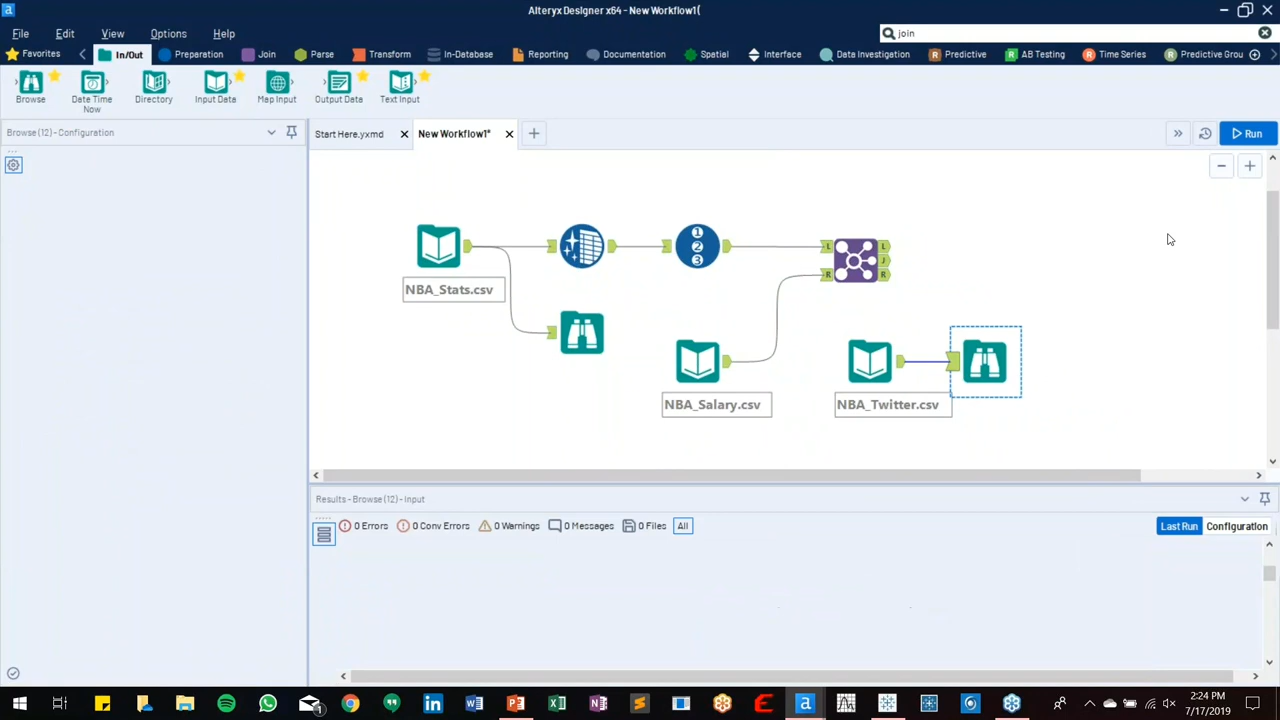 a
Alteryx Designer x64 - New Workflow1(
File Edit View Options Help
join
Favorites In/Out Preparation Join Parse Transform In-Database Reporting Documentation Spatial Interface Data Investigation Predictive AB Testing Time Series Predictive Grou
Browse Date Time Now Directory Input Data Map Input Output Data Text Input
Browse (12) - Configuration
Start Here.yxmd New Workflow1*
Run
1
2
3
L L
J
R R
NBA_Stats.csv
NBA_Salary.csv
NBA_Twitter.csv
Results - Browse (12) - Input
0 Errors 0 Conv Errors 0 Warnings 0 Messages 0 Files All
Last Run Configuration
2:24 PM
7/17/2019